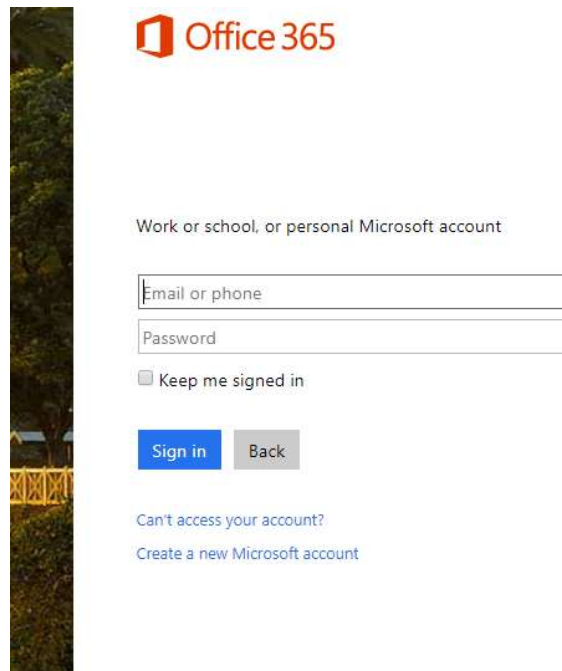 Office 365
Work or school, or personal Microsoft account
Email or phone
Password
Keep me signed in
Sign in Back
Can't access your account?
Create a new Microsoft account